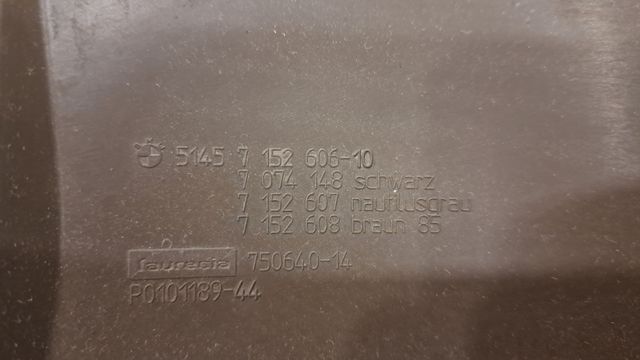 5145 7 152 606-10
7 074 148 schwarz
7 152 607 nautilusgrau
7 152 608 braun 85
faurecia 750640-14
P0101189-44